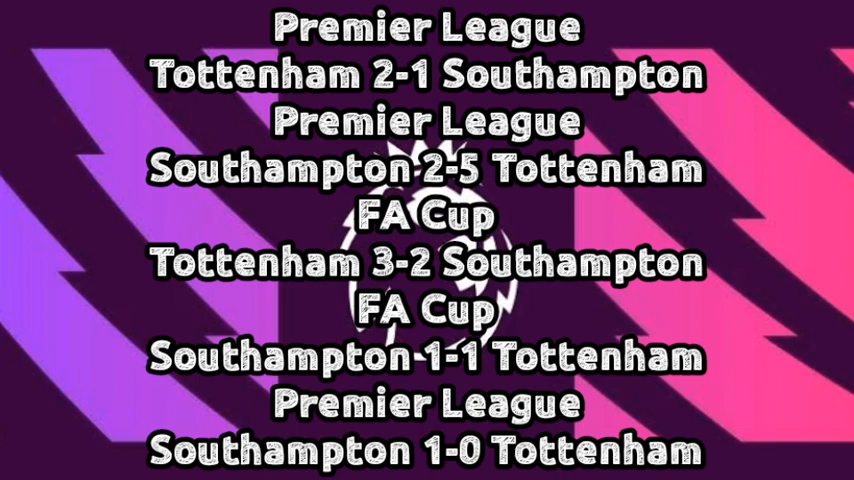 Premier League
Tottenham 2-1 Southampton
Premier League
Southampton 2-5 Tottenham
FA Cup
Tottenham 3-2 Southampton
FA Cup
Southampton 1-1 Tottenham
Premier League
Southampton 1-0 Tottenham